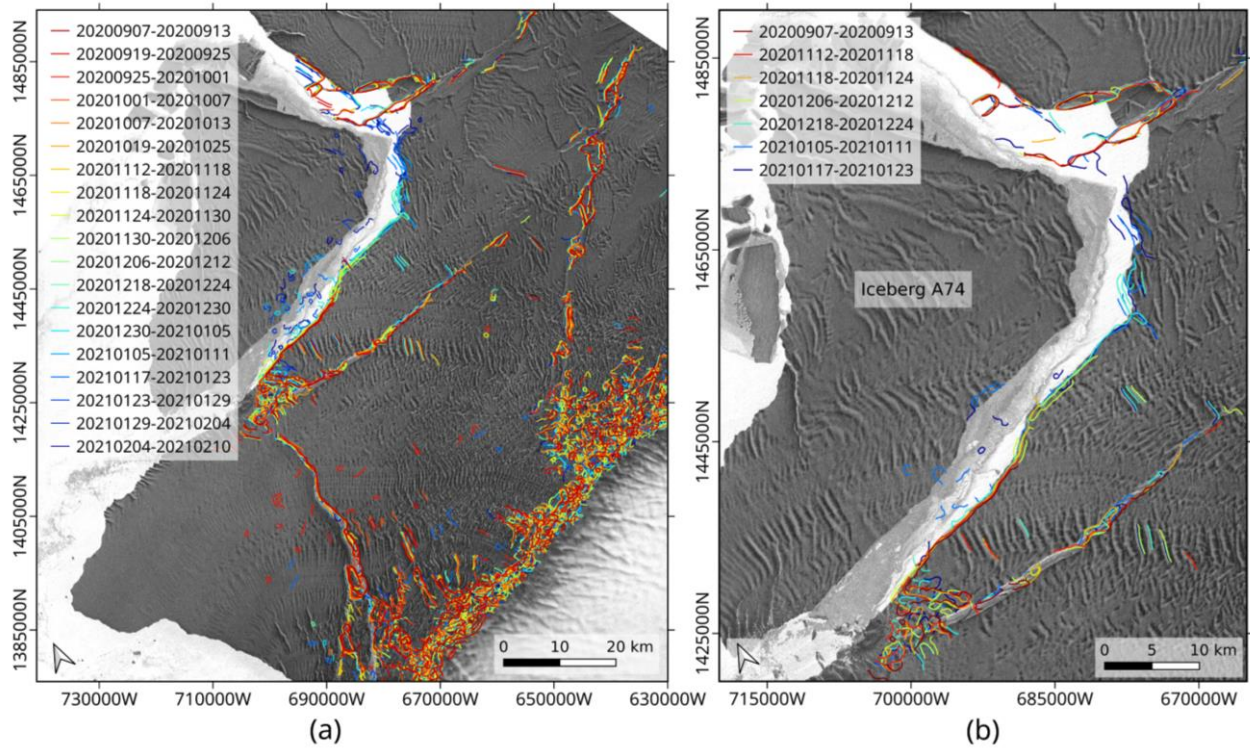 20200907-20200913
20200919-20200925
20200925-20201001
20201001-20201007
20201007-20201013
20201019-20201025
20201112-20201118
20201118-20201124
20201124-20201130
20201130-20201206
20201206-20201212
20201218-20201224
20201224-20201230
20201230-20210105
20210105-20210111
20210117-20210123
20210123-20210129
20210129-20210204
20210204-20210210
1485000N
1465000N
1445000N
1425000N
1405000N
1385000N
0 10 20 km
730000W 710000W 690000W 670000W 650000W 630000W
(a)
20200907-20200913
20201112-20201118
20201118-20201124
20201206-20201212
20201218-20201224
20210105-20210111
20210117-20210123
Iceberg A74
1485000N
1465000N
1445000N
1425000N
0 5 10 km
715000W 700000W 685000W 670000W
(b)